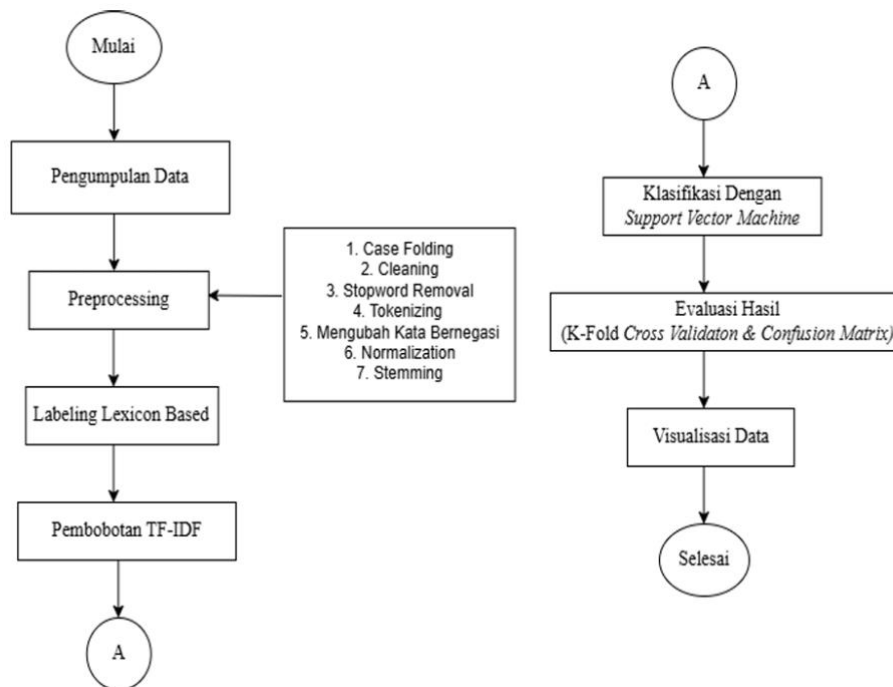 Mulai
Pengumpulan Data
Preprocessing
1. Case Folding
2. Cleaning
3. Stopword Removal
4. Tokenizing
5. Mengubah Kata Bernegasi
6. Normalization
7. Stemming
Labeling Lexicon Based
Pembobotan TF-IDF
A
A
Klasifikasi Dengan
Support Vector Machine
Evaluasi Hasil
(K-Fold Cross Validaton & Confusion Matrix)
Visualisasi Data
Selesai